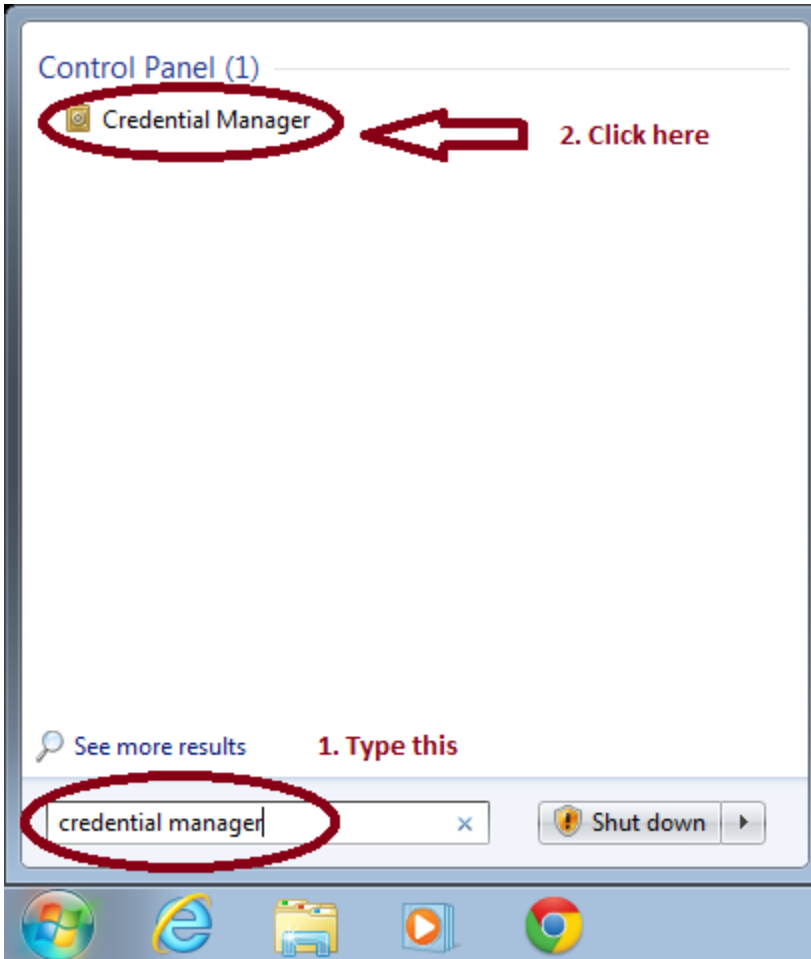 Control Panel (1)
Credential Manager
2. Click here
See more results
1. Type this
credential manager
Shut down